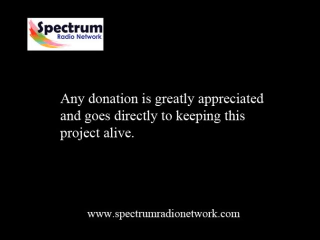 Spectrum
Radio Network
Any donation is greatly appreciated
and goes directly to keeping this
project alive.
www.spectrumradionetwork.com